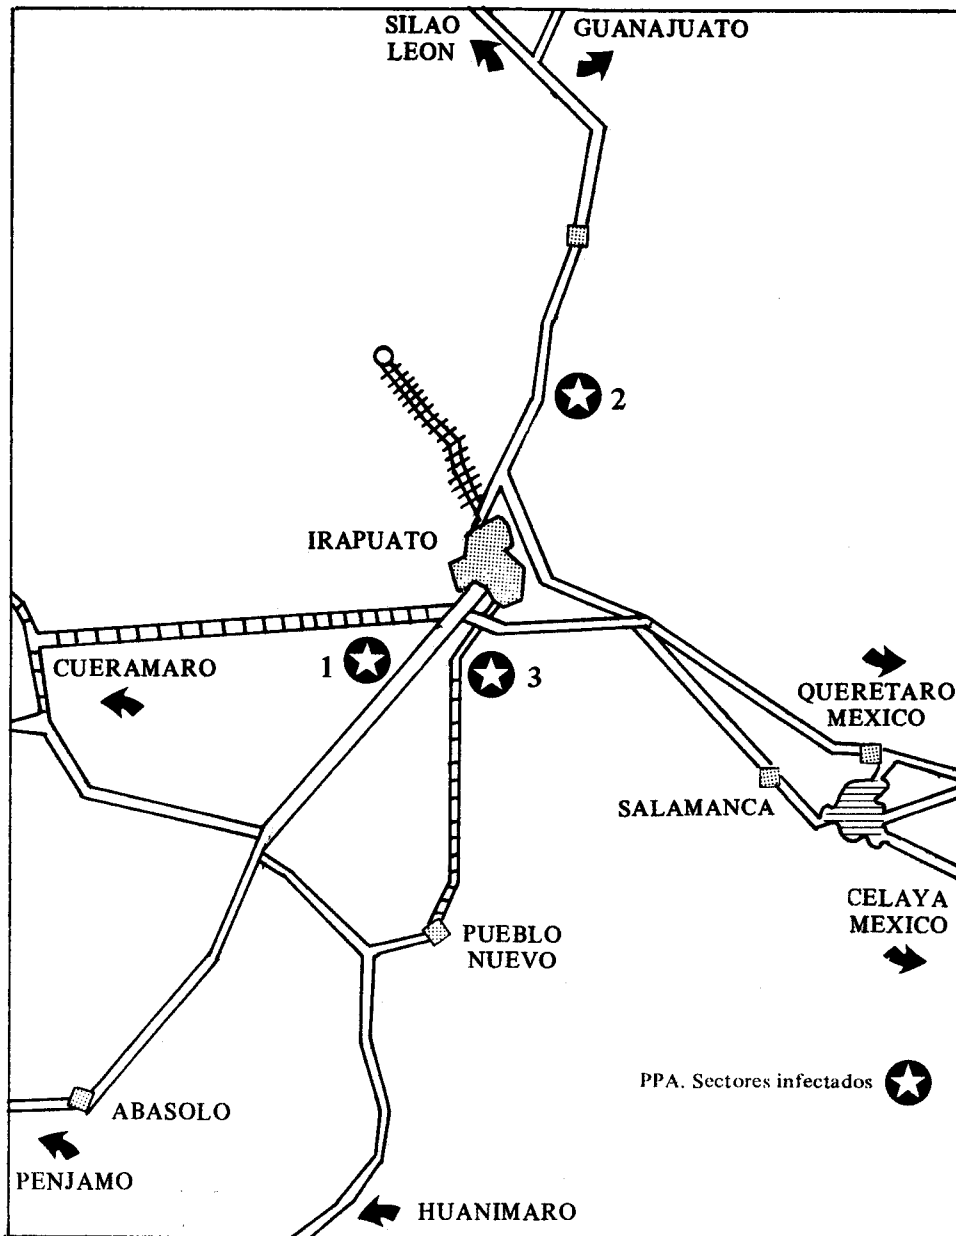 SILAO
LEON
GUANAJUATO
2
IRAPUATO
1
CUERAMARO
3
QUERETARO
MEXICO
SALAMANCA
CELAYA
MEXICO
PUEBLO
NUEVO
PPA. Sectores infectados
ABASOLO
PENJAMO
HUANIMARO